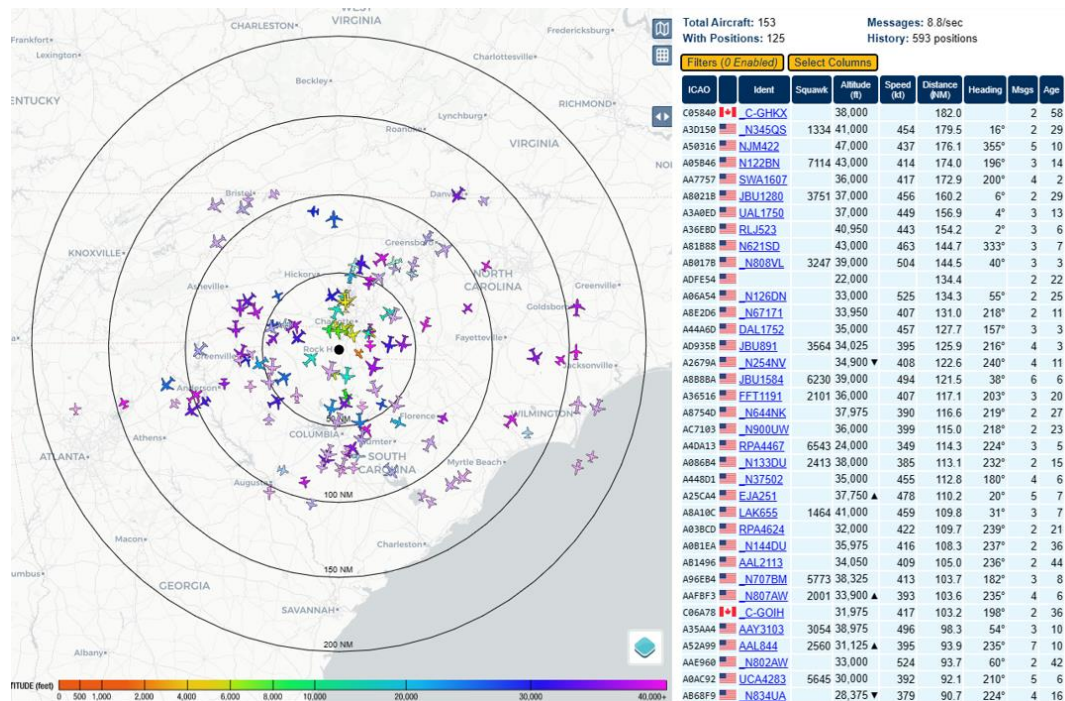 WEST
VIRGINIA
CHARLESTON
Frankfort
Fredericksburg
Lexington
Charlottesville
Beckley
KENTUCKY
RICHMOND
Lynchburg
Roanoke
VIRGINIA
Bristol
Danville
KNOXVILLE
Greensboro
Hickory
NORTH
CAROLINA
Asheville
Greenville
Goldsboro
Charlotte
Rock Hill
Fayetteville
Greenville
Jacksonville
Anderson
50 NM
Florence
WILMINGTON
COLUMBIA
Sumter
Athens
SOUTH
CAROLINA
ATLANTA
Myrtle Beach
Augusta
100 NM
Macon
Charleston
150 NM
GEORGIA
SAVANNAH
200 NM
Albany
ALTITUDE (feet)
0 500 1,000 2,000 4,000 6,000 8,000 10,000 20,000 30,000 40,000+
Total Aircraft: 153 Messages: 8.8/sec
With Positions: 125 History: 593 positions
Filters (0 Enabled) Select Columns
ICAO Ident Squawk Altitude (ft) Speed (kt) Distance (NM) Heading Msgs Age
C05840 _C-GHKX 38,000 182.0 2 58
A3D150 _N345QS 1334 41,000 454 179.5 16° 2 29
A50316 NJM422 47,000 437 176.1 355° 5 10
A05B46 N122BN 7114 43,000 414 174.0 196° 3 14
AA7757 SWA1607 36,000 417 172.9 200° 4 2
A80218 JBU1280 3751 37,000 456 160.2 6° 2 29
A3A0ED UAL1750 37,000 449 156.9 4° 3 13
A36EBD RLJ523 40,950 443 154.2 2° 3 6
A81B88 N621SD 43,000 463 144.7 333° 3 7
AB017B _N808VL 3247 39,000 504 144.5 40° 3 3
ADFE54 22,000 134.4 2 22
A06A54 _N126DN 33,000 525 134.3 55° 2 25
A8E2D6 _N67171 33,950 407 131.0 218° 2 11
A44A6D DAL1752 35,000 457 127.7 157° 3 3
AD935B JBU891 3564 34,025 395 125.9 216° 4 3
A2679A _N254NV 34,900 ▼ 408 122.6 240° 4 11
A8B8BA JBU1584 6230 39,000 494 121.5 38° 6 6
A36516 FFT1191 2101 36,000 407 117.1 203° 3 20
A8754D _N644NK 37,975 390 116.6 219° 2 27
AC7103 _N900UW 36,000 399 115.0 218° 2 23
A4DA13 RPA4467 6543 24,000 349 114.3 224° 3 5
A086B4 _N133DU 2413 38,000 385 113.1 232° 2 15
A448D1 _N37502 35,000 455 112.8 180° 4 6
A25CA4 EJA251 37,750 ▲ 478 110.2 20° 5 7
A8A10C LAK655 1464 41,000 459 109.8 31° 3 7
A03BCD RPA4624 32,000 422 109.7 239° 2 21
A0B1EA _N144DU 35,975 416 108.3 237° 2 36
AB1496 AAL2113 34,050 409 105.0 236° 2 44
A96EB4 _N707BM 5773 38,325 413 103.7 182° 3 8
AAFBF3 _N807AW 2001 33,900 ▲ 393 103.6 235° 4 6
C06A78 _C-GOIH 31,975 417 103.2 198° 2 36
A35AA4 AAY3103 3054 38,975 496 98.3 54° 3 10
A52A99 AAL844 2560 31,125 ▲ 395 93.9 235° 7 10
AAE960 _N802AW 33,000 524 93.7 60° 2 42
A0AC92 UCA4283 5645 30,000 392 92.1 210° 5 6
AB68F9 _N834UA 28,375 ▼ 379 90.7 224° 4 16